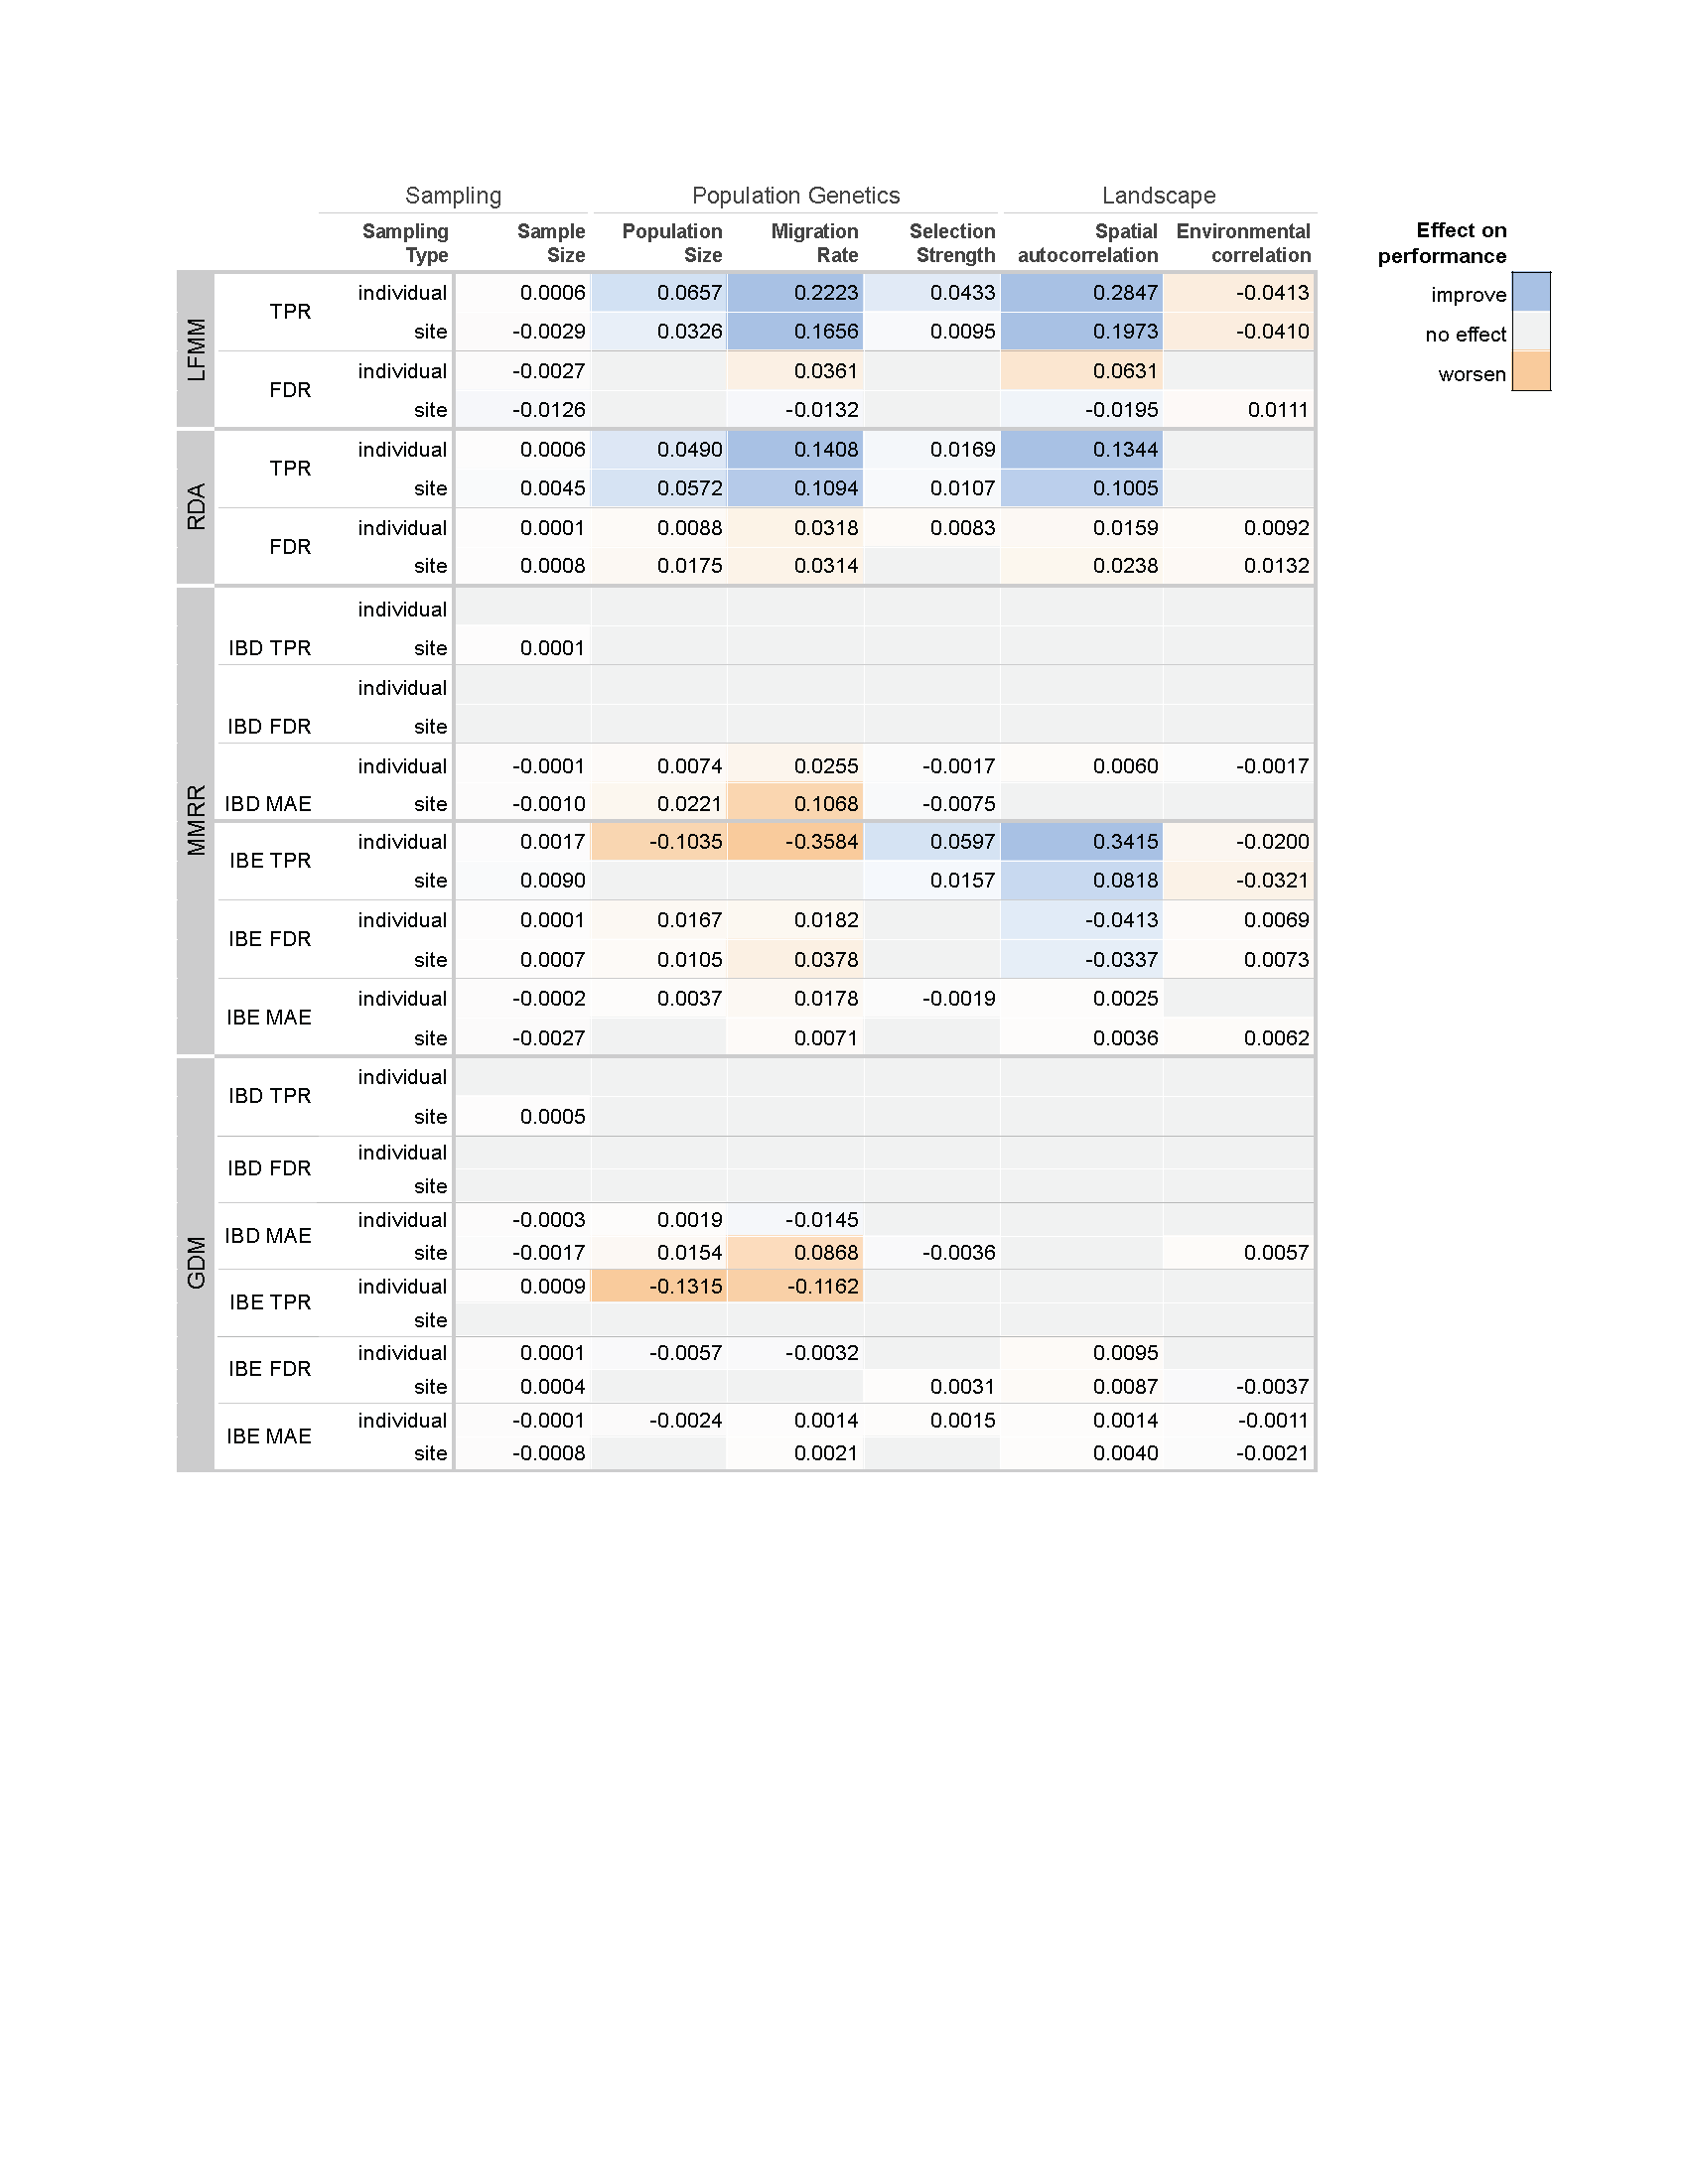 Sampling Population Genetics Landscape
Sampling Sample Population Migration Selection Spatial Environmental Effect on
Type Size Size Rate Strength autocorrelation correlation performance
improve
no effect
worsen
LFMM
TPR
individual 0.0006 0.0657 0.2223 0.0433 0.2847 -0.0413
site -0.0029 0.0326 0.1656 0.0095 0.1973 -0.0410
FDR
individual -0.0027 0.0361 0.0631
site -0.0126 -0.0132 -0.0195 0.0111
RDA
TPR
individual 0.0006 0.0490 0.1408 0.0169 0.1344
site 0.0045 0.0572 0.1094 0.0107 0.1005
FDR
individual 0.0001 0.0088 0.0318 0.0083 0.0159 0.0092
site 0.0008 0.0175 0.0314 0.0238 0.0132
MMRR
individual
IBD TPR site 0.0001
individual
IBD FDR site
individual -0.0001 0.0074 0.0255 -0.0017 0.0060 -0.0017
IBD MAE site -0.0010 0.0221 0.1068 -0.0075
IBE TPR
individual 0.0017 -0.1035 -0.3584 0.0597 0.3415 -0.0200
site 0.0090 0.0157 0.0818 -0.0321
IBE FDR
individual 0.0001 0.0167 0.0182 -0.0413 0.0069
site 0.0007 0.0105 0.0378 -0.0337 0.0073
IBE MAE
individual -0.0002 0.0037 0.0178 -0.0019 0.0025
site -0.0027 0.0071 0.0036 0.0062
GDM
IBD TPR
individual
site 0.0005
IBD FDR
individual
site
IBD MAE
individual -0.0003 0.0019 -0.0145
site -0.0017 0.0154 0.0868 -0.0036 0.0057
IBE TPR
individual 0.0009 -0.1315 -0.1162
site
IBE FDR
individual 0.0001 -0.0057 -0.0032 0.0095
site 0.0004 0.0031 0.0087 -0.0037
IBE MAE
individual -0.0001 -0.0024 0.0014 0.0015 0.0014 -0.0011
site -0.0008 0.0021 0.0040 -0.0021